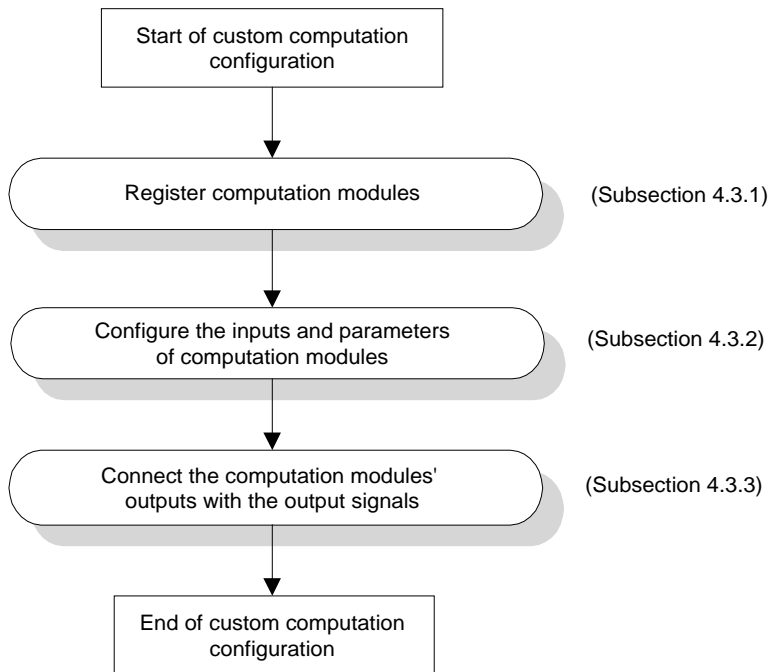 Start of custom computation
configuration
Register computation modules
(Subsection 4.3.1)
Configure the inputs and parameters
of computation modules
(Subsection 4.3.2)
Connect the computation modules'
outputs with the output signals
(Subsection 4.3.3)
End of custom computation
configuration